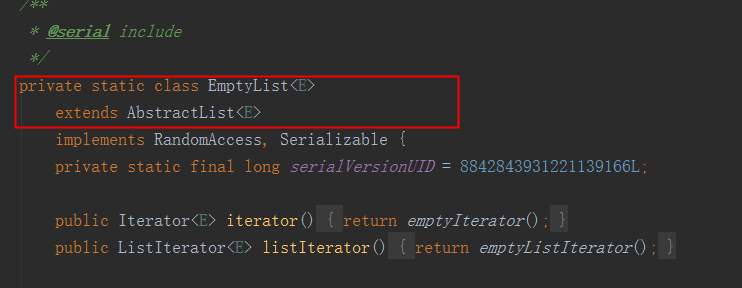 /**
* @serial include
*/
private static class EmptyList<E>
extends AbstractList<E>
implements RandomAccess, Serializable {
private static final long serialVersionUID = 8842843931221139166L;
public Iterator<E> iterator() { return emptyIterator(); }
public ListIterator<E> listIterator() { return emptyListIterator(); }